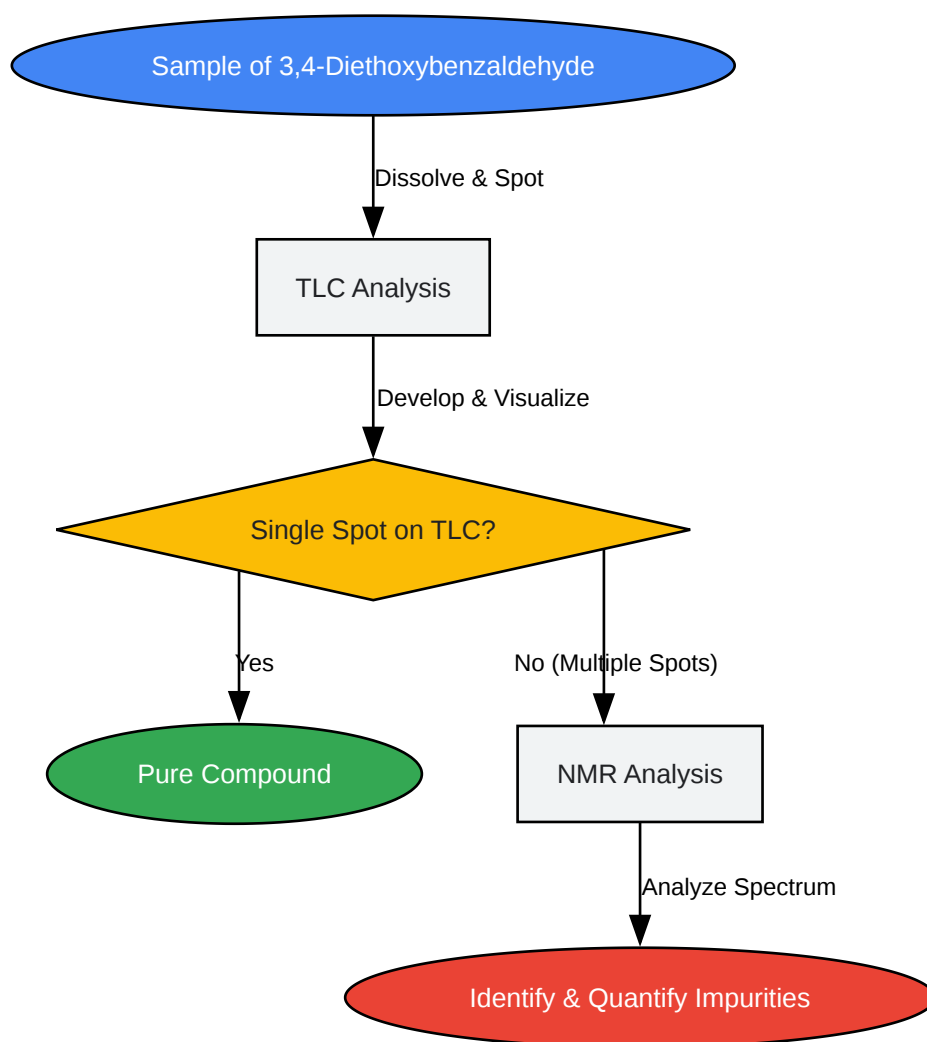 Sample of 3,4-Diethoxybenzaldehyde
Dissolve & Spot
TLC Analysis
Develop & Visualize
Single Spot on TLC?
Yes
No (Multiple Spots)
Pure Compound
NMR Analysis
Analyze Spectrum
Identify & Quantify Impurities